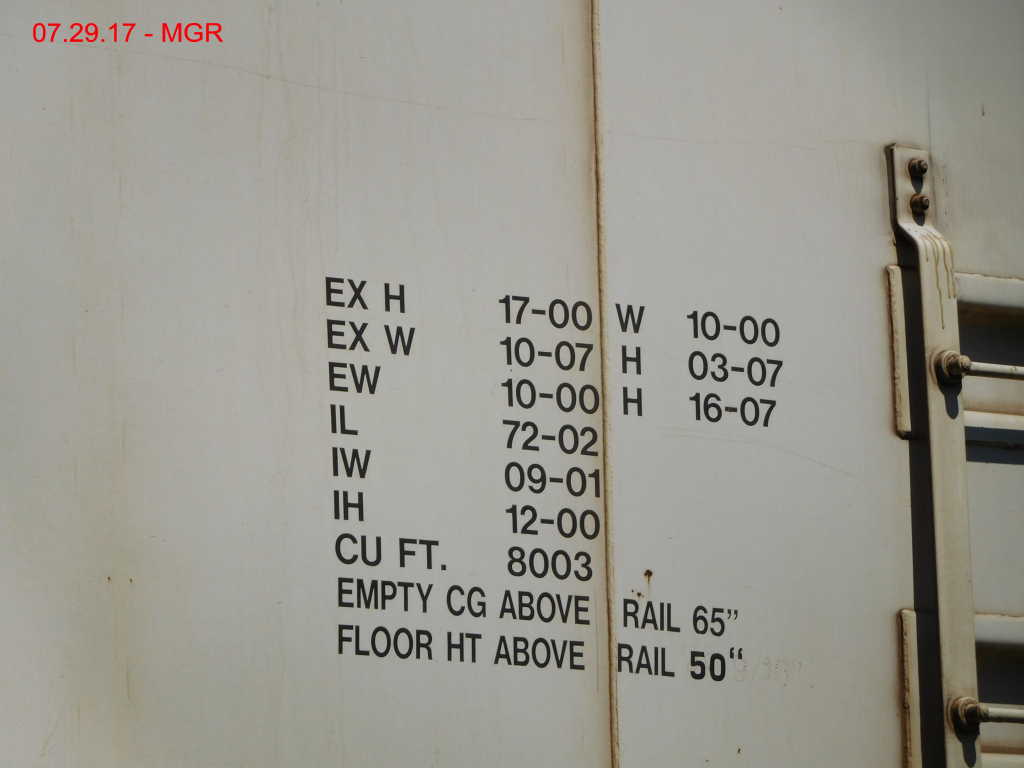 07.29.17 - MGR
EX H 17-00 W 10-00
EX W 10-07 H 03-07
EW 10-00 H 16-07
IL 72-02
IW 09-01
IH 12-00
CU FT. 8003
EMPTY CG ABOVE RAIL 65”
FLOOR HT ABOVE RAIL 50“